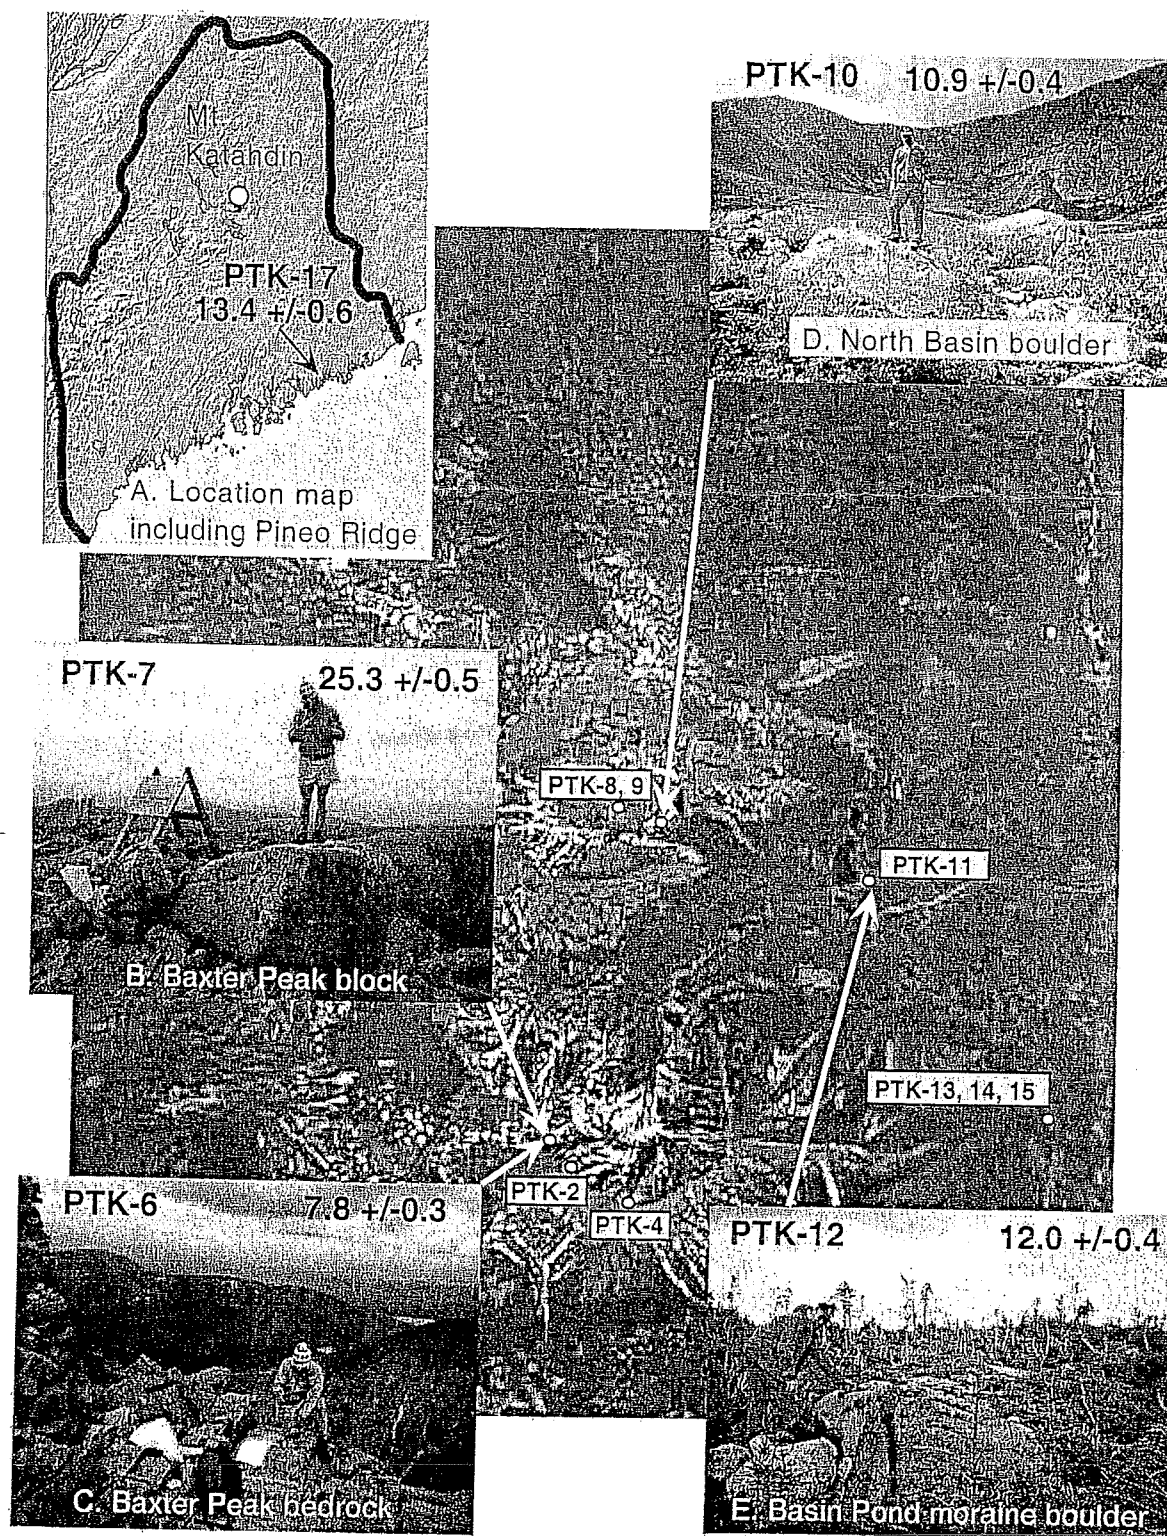 Mt
Katahdin
PTK-17
13.4 +/-0.6
A. Location map
including Pineo Ridge
PTK-10 10.9 +/-0.4
D. North Basin boulder
PTK-7 25.3 +/-0.5
B. Baxter Peak block
PTK-8, 9
PTK-11
PTK-13, 14, 15
PTK-2
PTK-4
PTK-6 7.8 +/-0.3
C. Baxter Peak bedrock
PTK-12 12.0 +/-0.4
E. Basin Pond moraine boulder